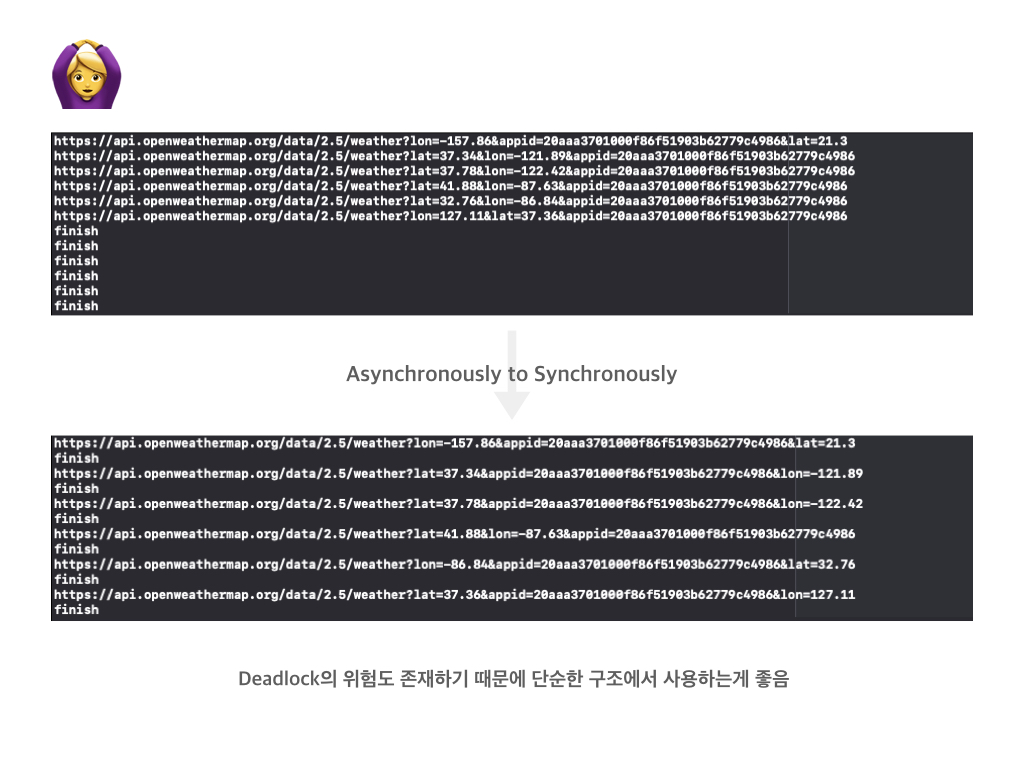 https://api.openweathermap.org/data/2.5/weather?lon=-157.86&appid=20aaa3701000f86f51903b62779c4986&lat=21.3
https://api.openweathermap.org/data/2.5/weather?lat=37.34&lon=-121.89&appid=20aaa3701000f86f51903b62779c4986
https://api.openweathermap.org/data/2.5/weather?lat=37.78&lon=-122.42&appid=20aaa3701000f86f51903b62779c4986
https://api.openweathermap.org/data/2.5/weather?lat=41.88&lon=-87.63&appid=20aaa3701000f86f51903b62779c4986
https://api.openweathermap.org/data/2.5/weather?lat=32.76&lon=-86.84&appid=20aaa3701000f86f51903b62779c4986
https://api.openweathermap.org/data/2.5/weather?lon=127.11&lat=37.36&appid=20aaa3701000f86f51903b62779c4986
finish
finish
finish
finish
finish
finish
Asynchronously to Synchronously
https://api.openweathermap.org/data/2.5/weather?lon=-157.86&appid=20aaa3701000f86f51903b62779c4986&lat=21.3
finish
https://api.openweathermap.org/data/2.5/weather?lat=37.34&appid=20aaa3701000f86f51903b62779c4986&lon=-121.89
finish
https://api.openweathermap.org/data/2.5/weather?lat=37.78&appid=20aaa3701000f86f51903b62779c4986&lon=-122.42
finish
https://api.openweathermap.org/data/2.5/weather?lat=41.88&lon=-87.63&appid=20aaa3701000f86f51903b62779c4986
finish
https://api.openweathermap.org/data/2.5/weather?lon=-86.84&appid=20aaa3701000f86f51903b62779c4986&lat=32.76
finish
https://api.openweathermap.org/data/2.5/weather?lat=37.36&appid=20aaa3701000f86f51903b62779c4986&lon=127.11
finish
Deadlock의 위험도 존재하기 때문에 단순한 구조에서 사용하는게 좋음